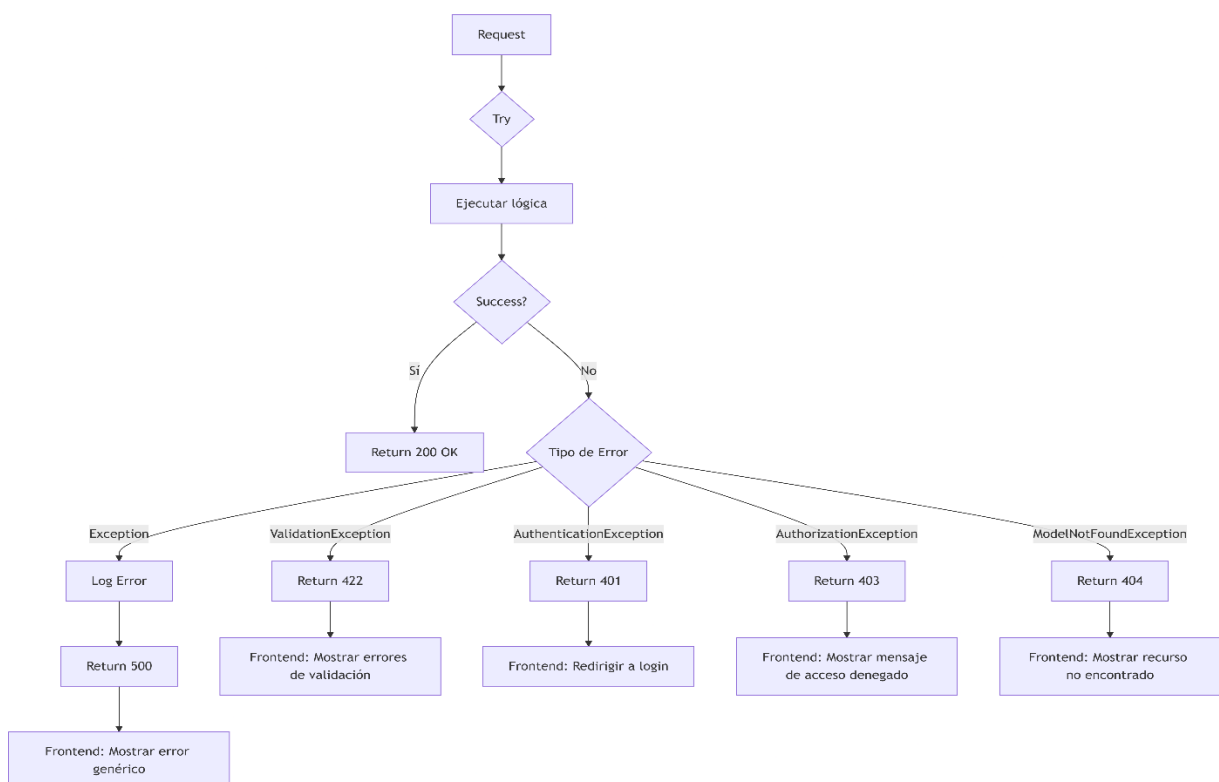 Request
Try
Ejecutar lógica
Success?
Sí
No
Return 200 OK
Tipo de Error
Exception
ValidationException
AuthenticationException
AuthorizationException
ModelNotFoundException
Log Error
Return 422
Return 401
Return 403
Return 404
Return 500
Frontend: Mostrar errores
de validación
Frontend: Redirigir a login
Frontend: Mostrar mensaje
de acceso denegado
Frontend: Mostrar recurso
no encontrado
Frontend: Mostrar error
genérico